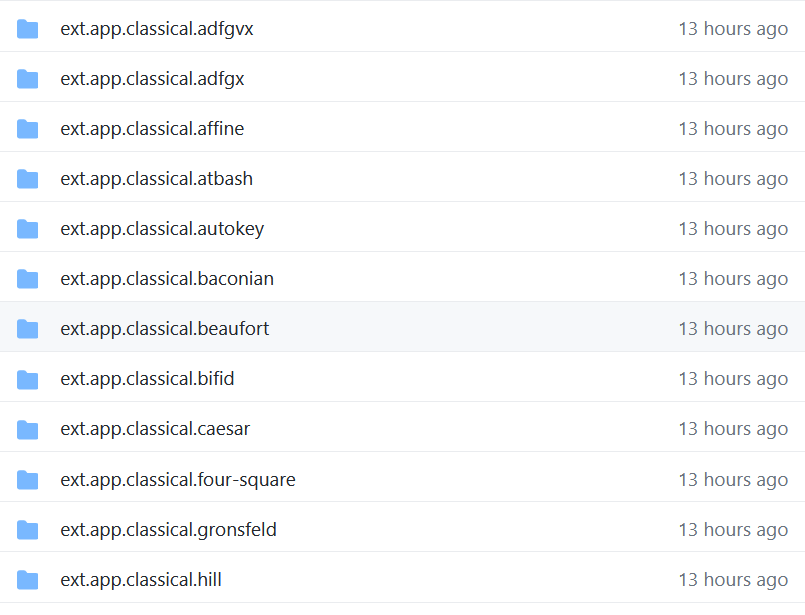 ext.app.classical.adfgvx 13 hours ago
ext.app.classical.adfgx 13 hours ago
ext.app.classical.affine 13 hours ago
ext.app.classical.atbash 13 hours ago
ext.app.classical.autokey 13 hours ago
ext.app.classical.baconian 13 hours ago
ext.app.classical.beaufort 13 hours ago
ext.app.classical.bifid 13 hours ago
ext.app.classical.caesar 13 hours ago
ext.app.classical.four-square 13 hours ago
ext.app.classical.gronsfeld 13 hours ago
ext.app.classical.hill 13 hours ago